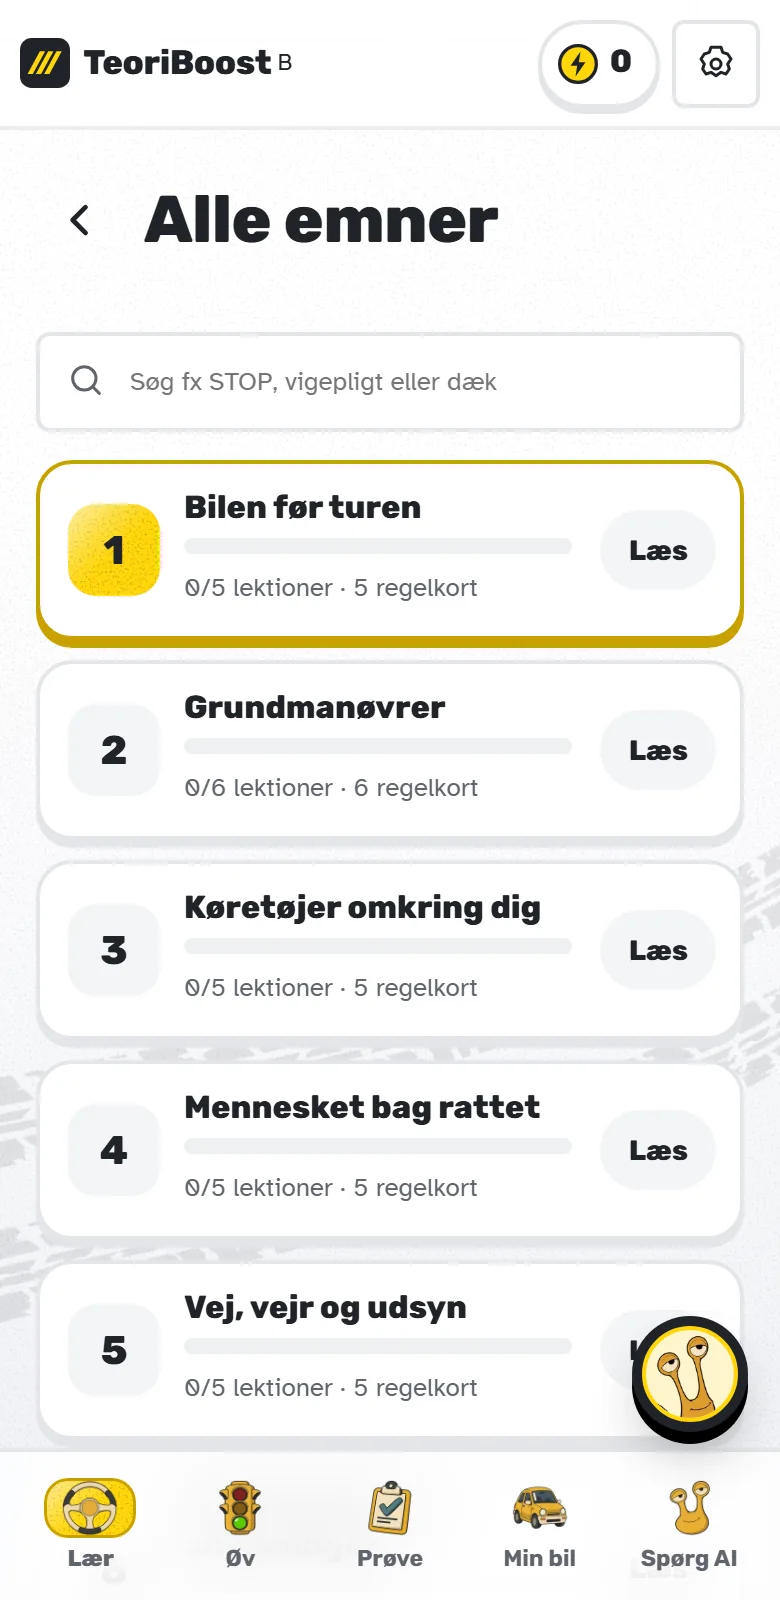 TeoriBoost B
0
Alle emner
Søg fx STOP, vigepligt eller dæk
1
Bilen før turen
0/5 lektioner · 5 regelkort
Læs
2
Grundmanøvrer
0/6 lektioner · 6 regelkort
Læs
3
Køretøjer omkring dig
0/5 lektioner · 5 regelkort
Læs
4
Mennesket bag rattet
0/5 lektioner · 5 regelkort
Læs
5
Vej, vejr og udsyn
0/5 lektioner · 5 regelkort
Lær
Øv
Prøve
Min bil
Spørg AI